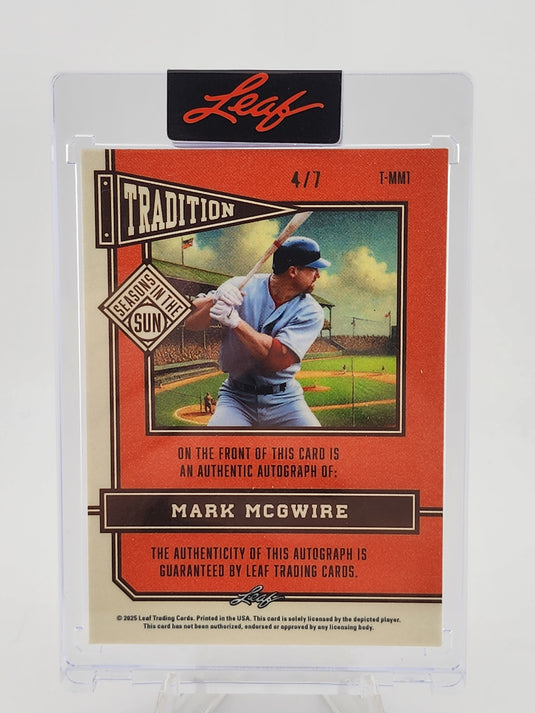 Leaf
4/7 T-MM1
TRADITION
SEASONS IN THE
SUN
ON THE FRONT OF THIS CARD IS
AN AUTHENTIC AUTOGRAPH OF:
MARK MCGWIRE
THE AUTHENTICITY OF THIS AUTOGRAPH IS
GUARANTEED BY LEAF TRADING CARDS.
Leaf
© 2025 Leaf Trading Cards. Printed in the USA. This card is solely licensed by the depicted player.
This card has not been authorized, endorsed or approved by any licensing body.